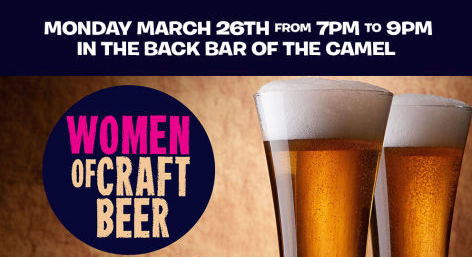 MONDAY MARCH 26TH FROM 7PM TO 9PM
IN THE BACK BAR OF THE CAMEL
WOMEN
OF CRAFT
BEER